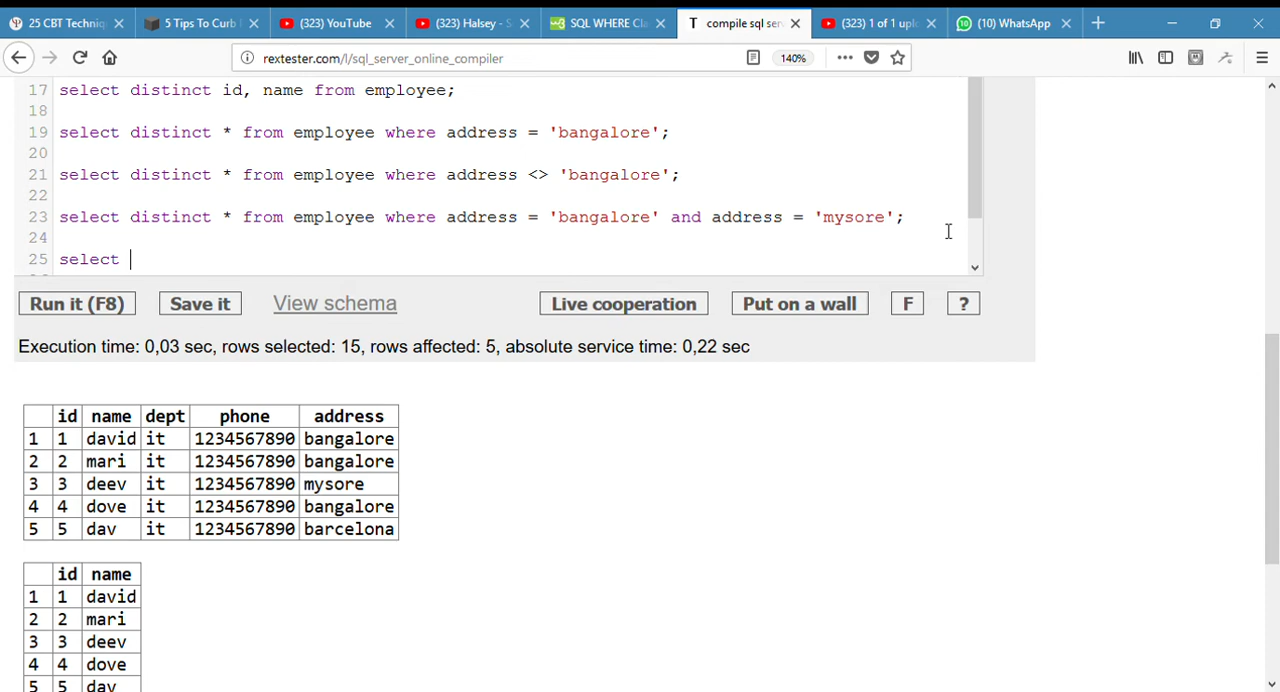 25 CBT Techniq
5 Tips To Curb
(323) YouTube
(323) Halsey - S
SQL WHERE Cla
compile sql ser
(323) 1 of 1 uplo
(10) WhatsApp
rextester.com/l/sql_server_online_compiler
140%
17 select distinct id, name from employee;
18
19 select distinct * from employee where address = 'bangalore';
20
21 select distinct * from employee where address <> 'bangalore';
22
23 select distinct * from employee where address = 'bangalore' and address = 'mysore';
24
25 select
Run it (F8) Save it View schema Live cooperation Put on a wall F ?
Execution time: 0,03 sec, rows selected: 15, rows affected: 5, absolute service time: 0,22 sec
id name dept phone address
1 1 david it 1234567890 bangalore
2 2 mari it 1234567890 bangalore
3 3 deev it 1234567890 mysore
4 4 dove it 1234567890 bangalore
5 5 dav it 1234567890 barcelona
id name
1 1 david
2 2 mari
3 3 deev
4 4 dove
5 5 dav